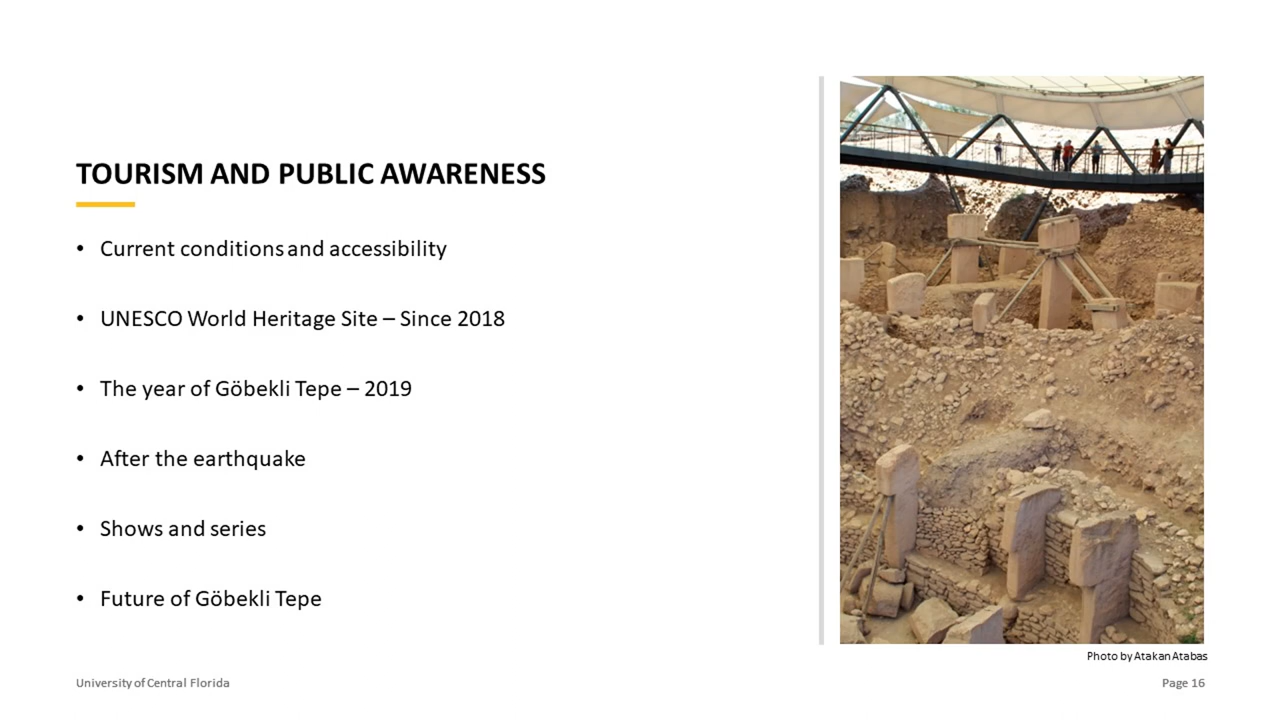 TOURISM AND PUBLIC AWARENESS
• Current conditions and accessibility
• UNESCO World Heritage Site – Since 2018
• The year of Göbekli Tepe – 2019
• After the earthquake
• Shows and series
• Future of Göbekli Tepe
Photo by Atakan Atabas
University of Central Florida
Page 16